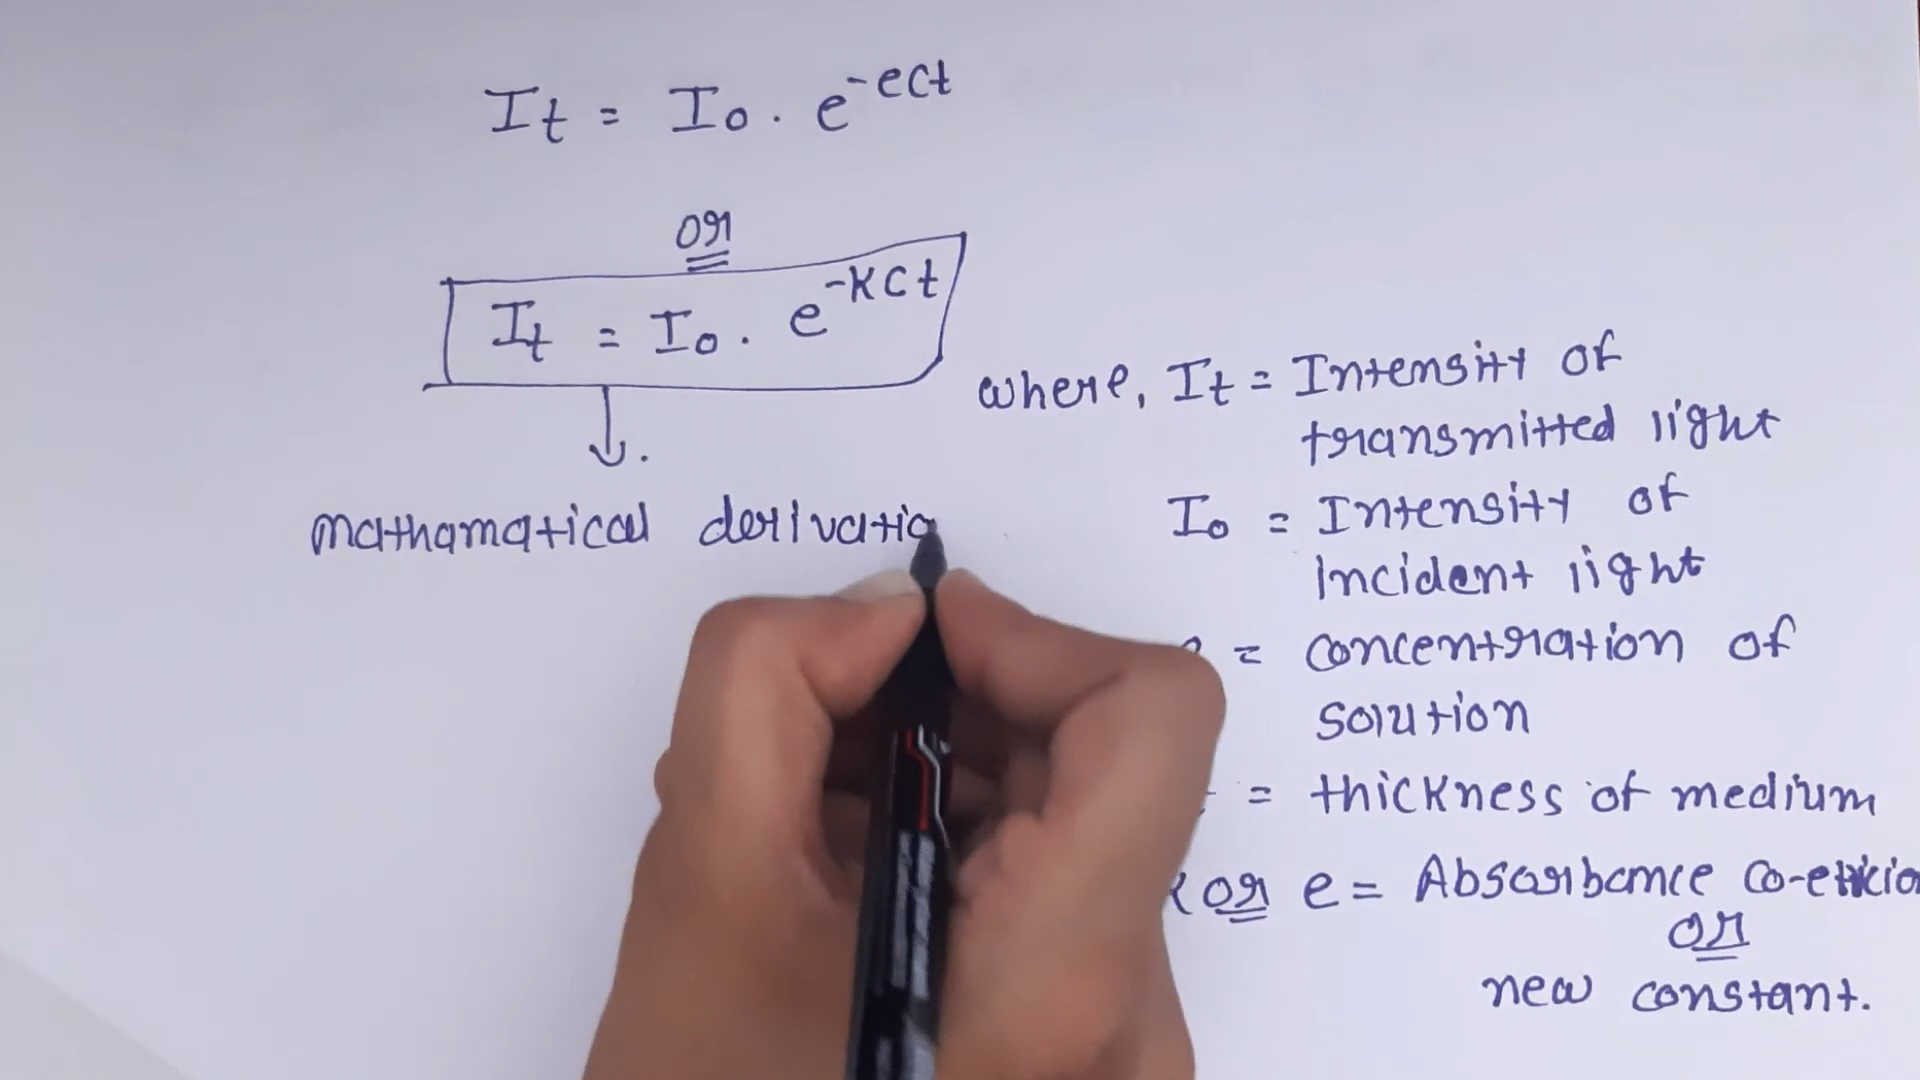 It = Io . e^-ect
or
It = Io . e^-kct
where, It = Intensity of
transmitted light
Io = Intensity of
incident light
= concentration of
solution
= thickness of medium
or e = Absorbance
or
new constant.
mathamatical derivatio